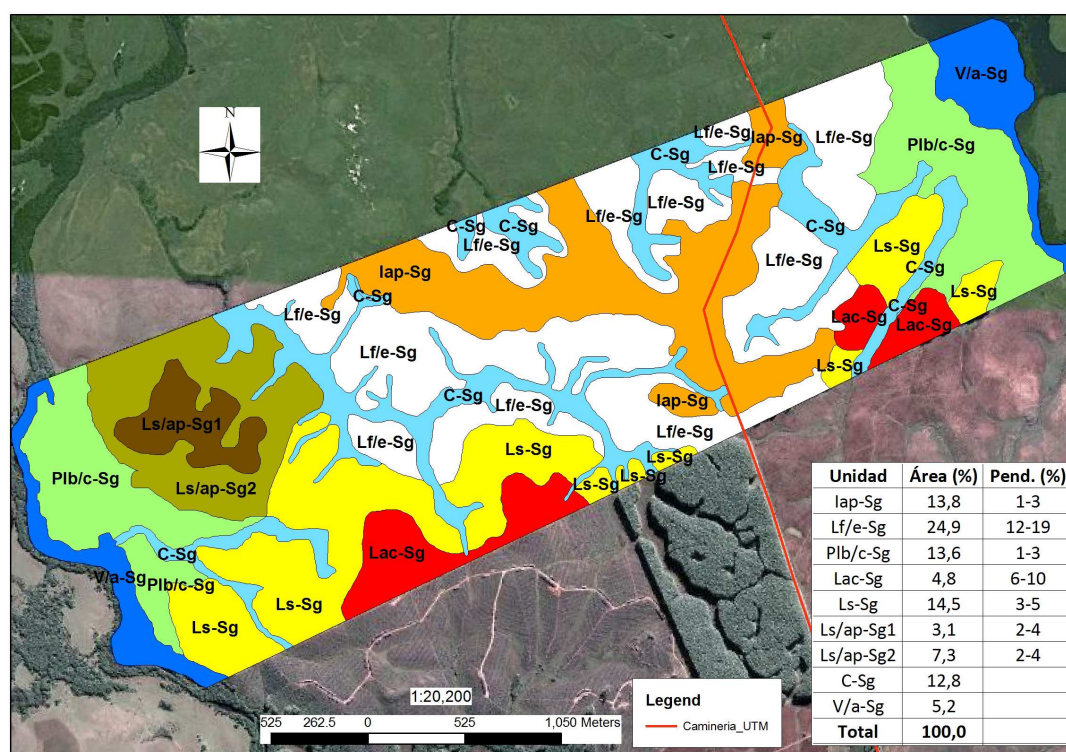 N
V/a-Sg
Lf/e-Sg
Iap-Sg
Lf/e-Sg
C-Sg
Lf/e-Sg
Plb/c-Sg
Lf/e-Sg
Lf/e-Sg
C-Sg
C-Sg
C-Sg
Lf/e-Sg
Lf/e-Sg
Ls-Sg
Iap-Sg
C-Sg
C-Sg
Ls-Sg
Lf/e-Sg
C-Sg
Lac-Sg
Lac-Sg
Lf/e-Sg
Ls-Sg
C-Sg
Lf/e-Sg
Iap-Sg
Ls/ap-Sg1
Lf/e-Sg
Ls-Sg
Lf/e-Sg
Plb/c-Sg
Ls/ap-Sg2
Ls-Sg
Ls-Sg
Ls-Sg
C-Sg
Lac-Sg
V/a-Sg
Plb/c-Sg
Ls-Sg
Ls-Sg
Unidad Área (%) Pend. (%)
Iap-Sg 13,8 1-3
Lf/e-Sg 24,9 12-19
Plb/c-Sg 13,6 1-3
Lac-Sg 4,8 6-10
Ls-Sg 14,5 3-5
Ls/ap-Sg1 3,1 2-4
Ls/ap-Sg2 7,3 2-4
C-Sg 12,8
V/a-Sg 5,2
Total 100,0
1:20,200
525 262.5 0 525 1,050 Meters
Legend
Camineria_UTM